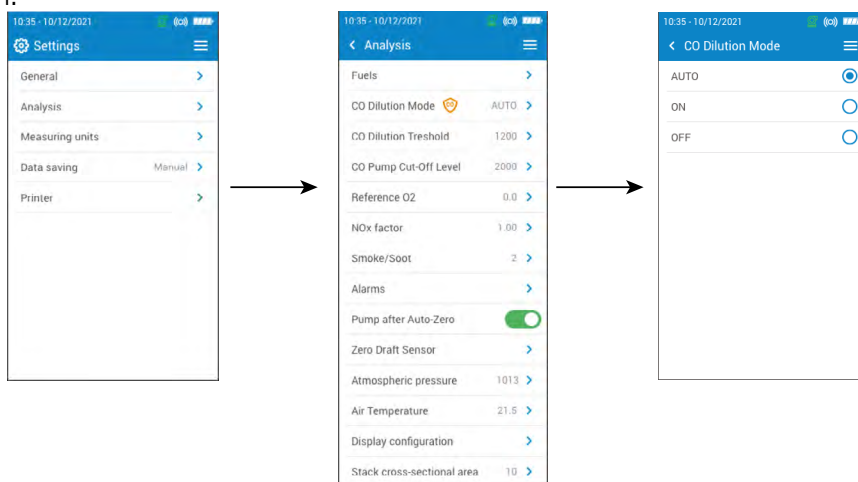 10:35 - 10/12/2021
Settings
General
Analysis
Measuring units
Data saving Manual
Printer
10:35 - 10/12/2021
Analysis
Fuels
CO Dilution Mode CO AUTO
CO Dilution Treshold 1200
CO Pump Cut-Off Level 2000
Reference O2 0.0
NOx factor 1.00
Smoke/Soot 2
Alarms
Pump after Auto-Zero
Zero Draft Sensor
Atmospheric pressure 1013
Air Temperature 21.5
Display configuration
Stack cross-sectional area 10
10:35 - 10/12/2021
CO Dilution Mode
AUTO
ON
OFF